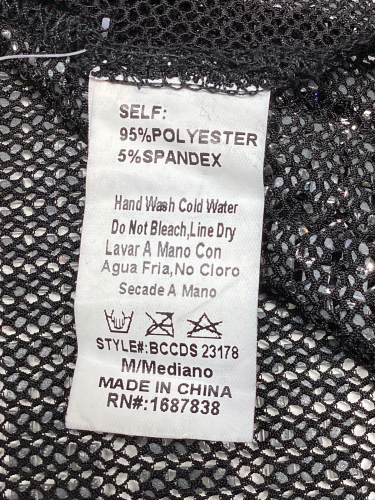 SELF:
95%POLYESTER
5%SPANDEX
Hand Wash Cold Water
Do Not Bleach,Line Dry
Lavar A Mano Con
Agua Fria,No Cloro
Secade A Mano
STYLE#:BCCDS 23178
M/Mediano
MADE IN CHINA
RN#:1687838